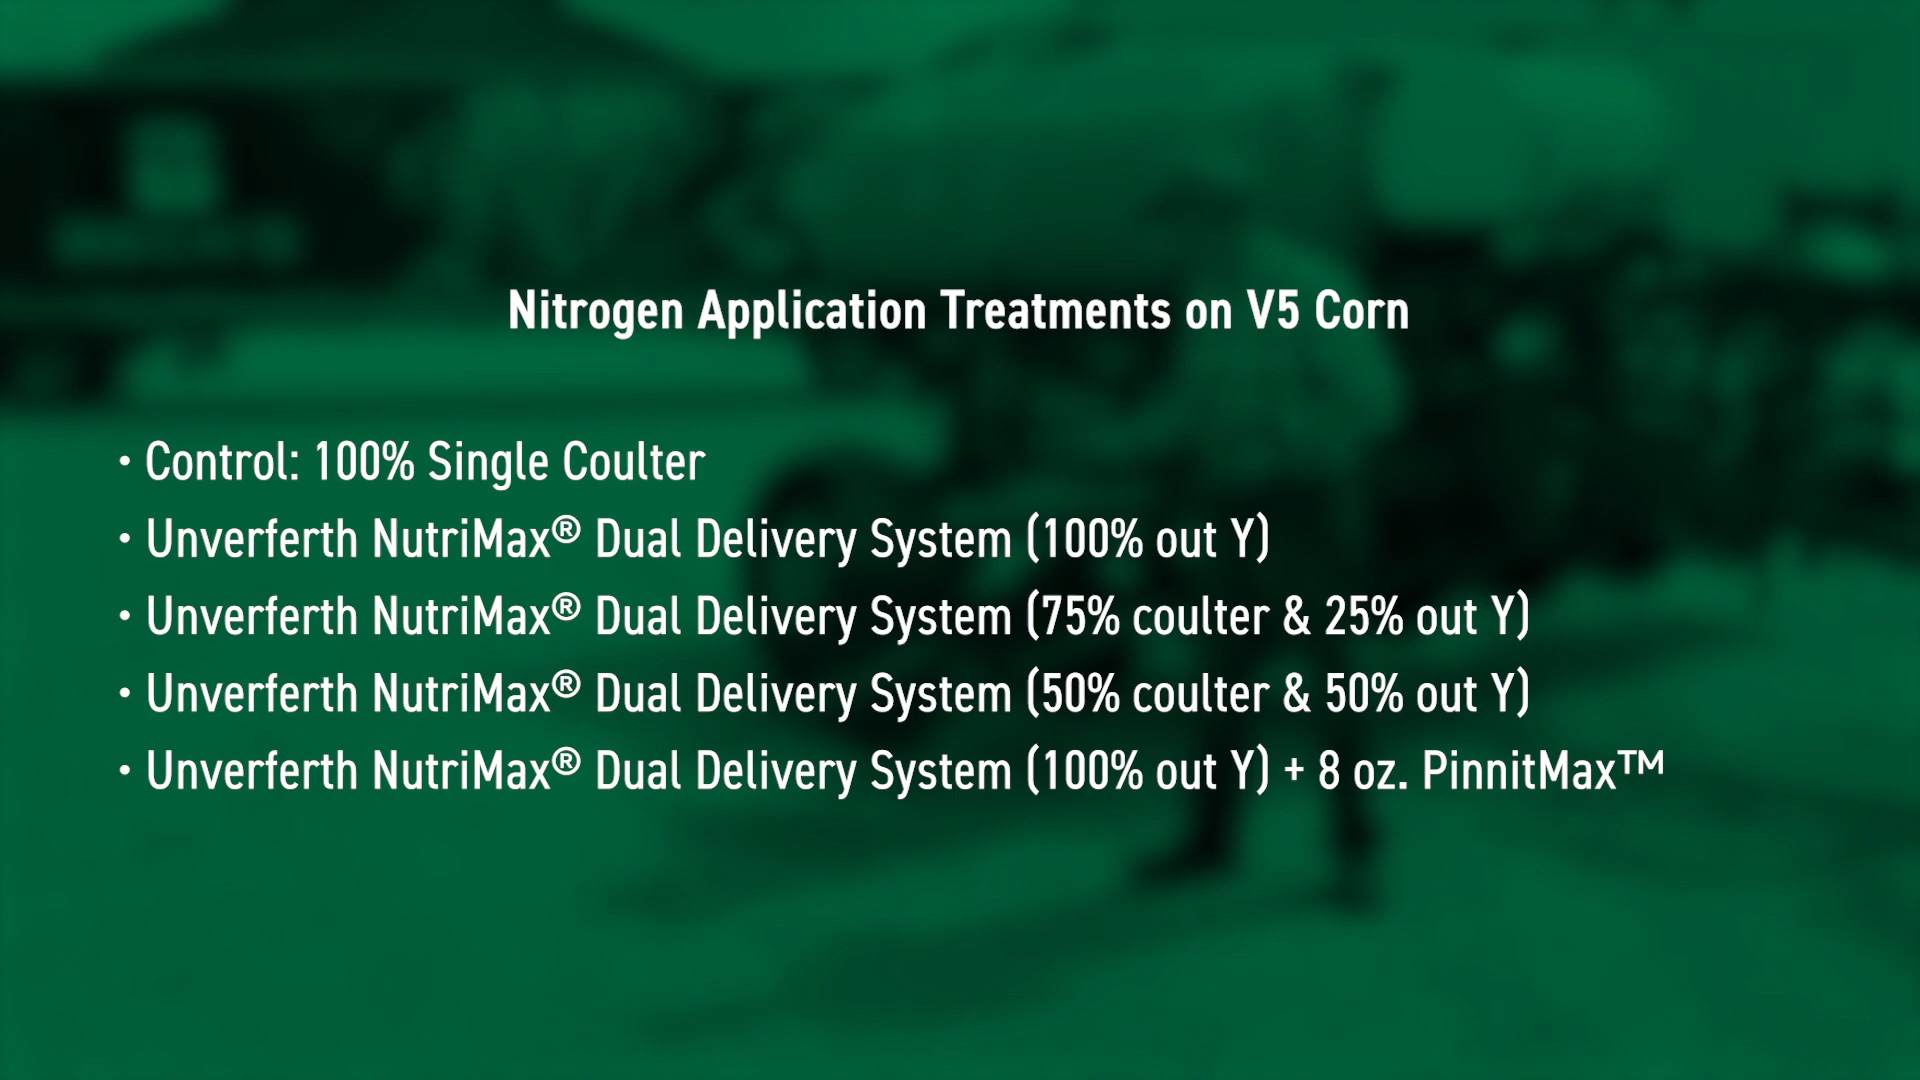 Nitrogen Application Treatments on V5 Corn
• Control: 100% Single Coulter
• Unverferth NutriMax® Dual Delivery System (100% out Y)
• Unverferth NutriMax® Dual Delivery System (75% coulter & 25% out Y)
• Unverferth NutriMax® Dual Delivery System (50% coulter & 50% out Y)
• Unverferth NutriMax® Dual Delivery System (100% out Y) + 8 oz. PinnitMax™